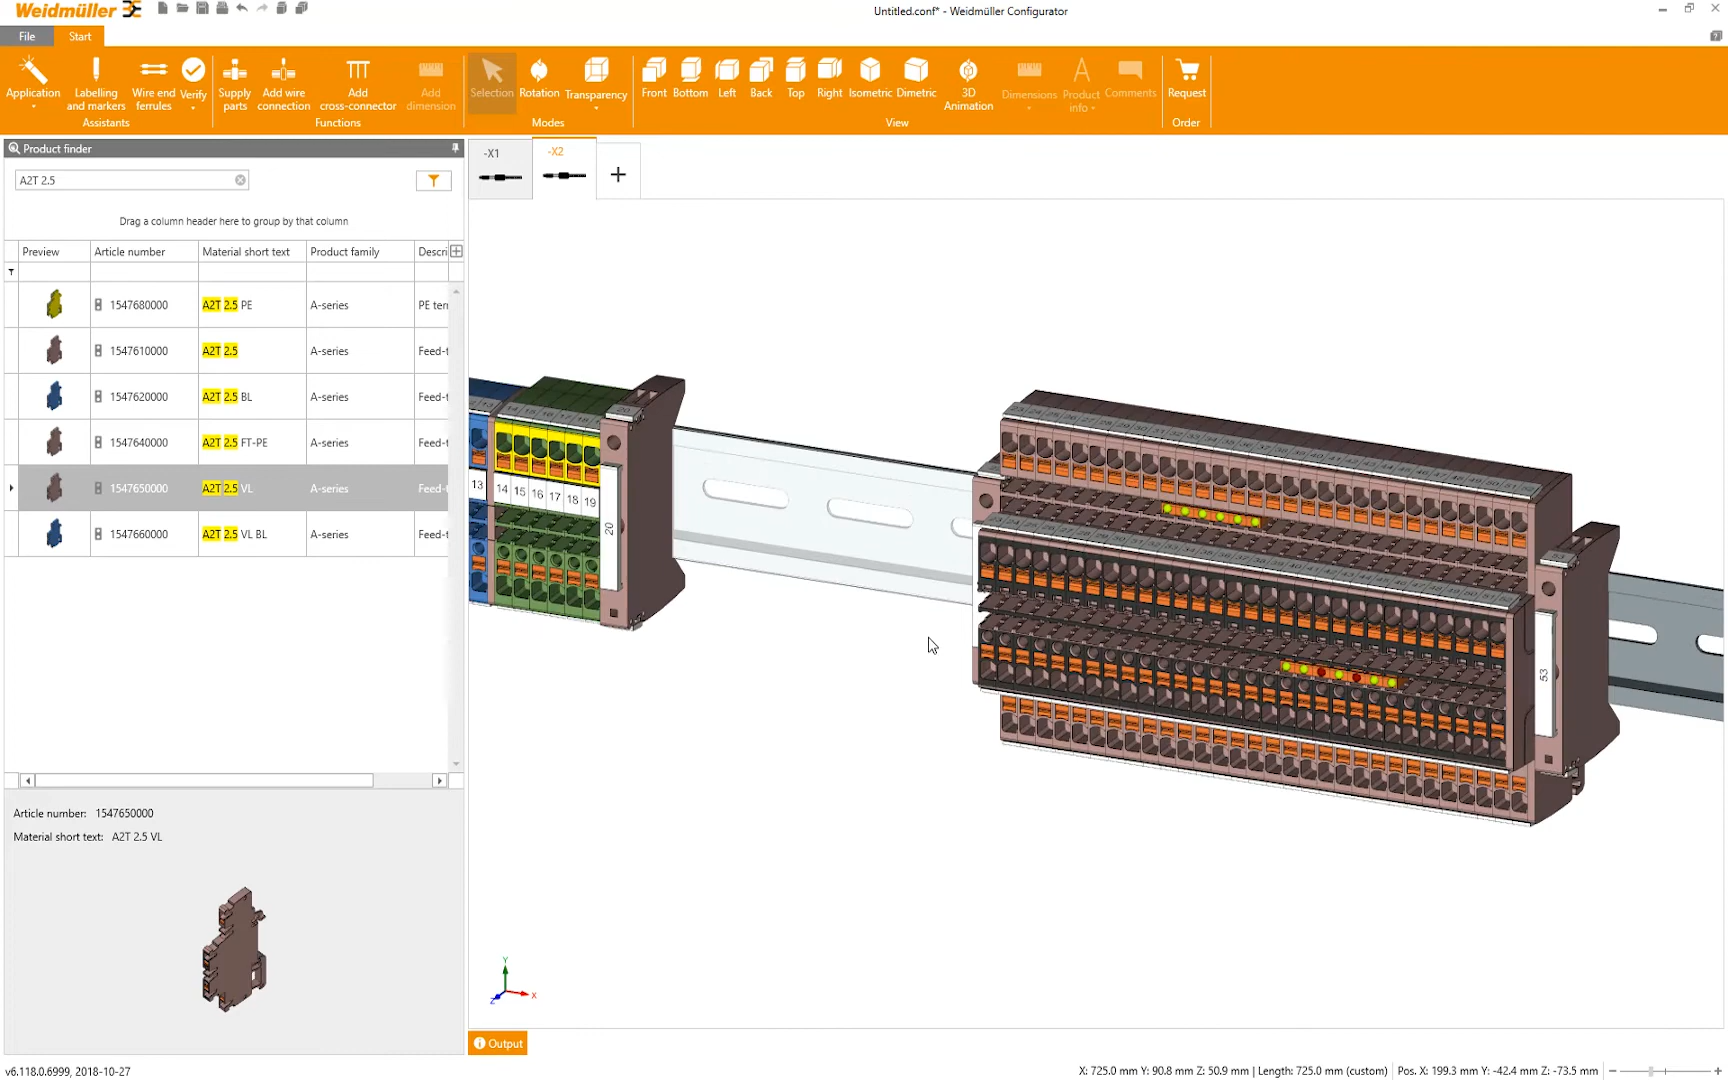 Weidmüller
Untitled.conf* - Weidmüller Configurator
File
Start
Application
Labelling and markers
Wire end ferrules
Verify
Assistants
Supply parts
Add wire connection
Add cross-connector
Add dimension
Functions
Selection
Rotation
Transparency
Modes
Front
Bottom
Left
Back
Top
Right
Isometric
Dimetric
3D Animation
Dimensions
Product info
Comments
View
Request
Order
Product finder
A2T 2.5
Drag a column header here to group by that column
Preview Article number Material short text Product family Descri
1547680000 A2T 2.5 PE A-series PE ter
1547610000 A2T 2.5 A-series Feed-t
1547620000 A2T 2.5 BL A-series Feed-t
1547640000 A2T 2.5 FT-PE A-series Feed-t
1547650000 A2T 2.5 VL A-series Feed-t
1547660000 A2T 2.5 VL BL A-series Feed-t
Article number: 1547650000
Material short text: A2T 2.5 VL
-X1
-X2
13 14 15 16 17 18 19
20
53
Y
Z
X
Output
v6.118.0.6999, 2018-10-27
X: 725.0 mm Y: 90.8 mm Z: 50.9 mm | Length: 725.0 mm (custom) Pos. X: 199.3 mm Y: -42.4 mm Z: -73.5 mm